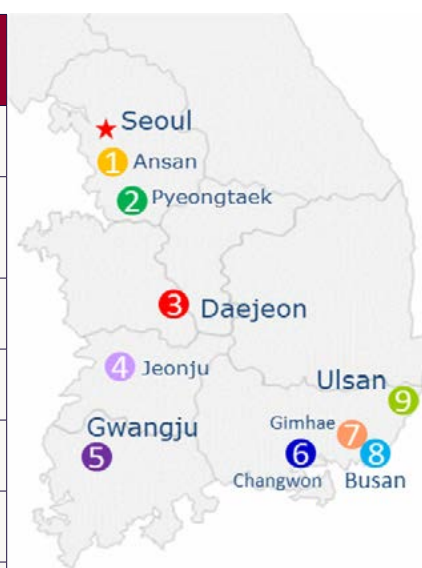 Seoul
1 Ansan
2 Pyeongtaek
3 Daejeon
4 Jeonju
Ulsan
9
Gwangju
5
Gimhae
7
6
8
Changwon
Busan